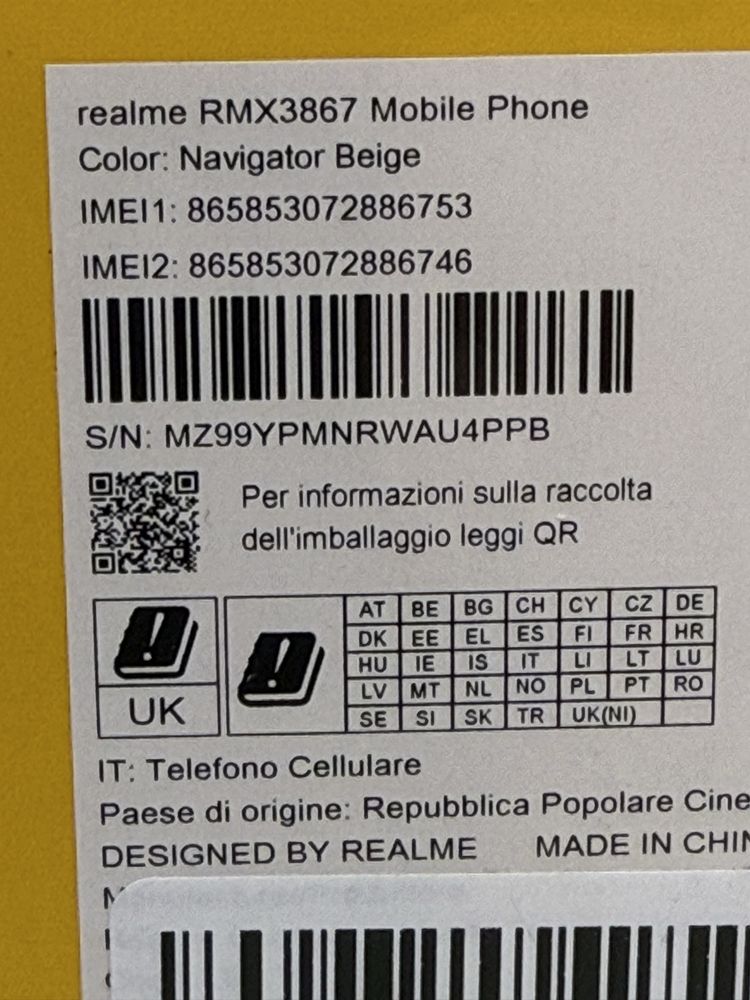 realme RMX3867 Mobile Phone
Color: Navigator Beige
IMEI1: 865853072886753
IMEI2: 865853072886746
S/N: MZ99YPMNRWAU4PPB
Per informazioni sulla raccolta
dell'imballaggio leggi QR
UK
AT BE BG CH CY CZ DE
DK EE EL ES FI FR HR
HU IE IS IT LI LT LU
LV MT NL NO PL PT RO
SE SI SK TR UK(NI)
IT: Telefono Cellulare
Paese di origine: Repubblica Popolare Cine
DESIGNED BY REALME MADE IN CHIN